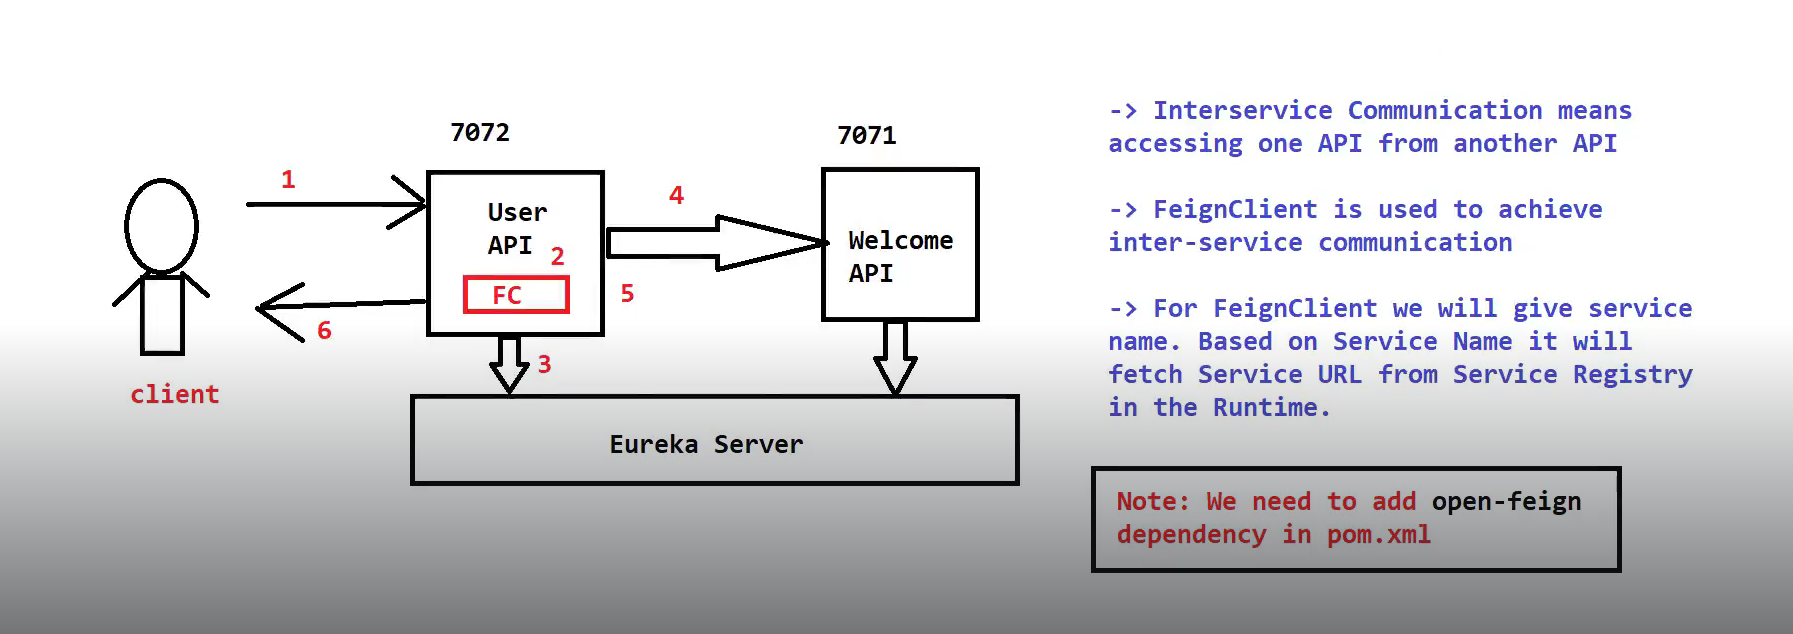 7072
7071
1
User
API
2
FC
4
5
Welcome
API
6
3
client
Eureka Server
-> Interservice Communication means
accessing one API from another API
-> FeignClient is used to achieve
inter-service communication
-> For FeignClient we will give service
name. Based on Service Name it will
fetch Service URL from Service Registry
in the Runtime.
Note: We need to add open-feign
dependency in pom.xml